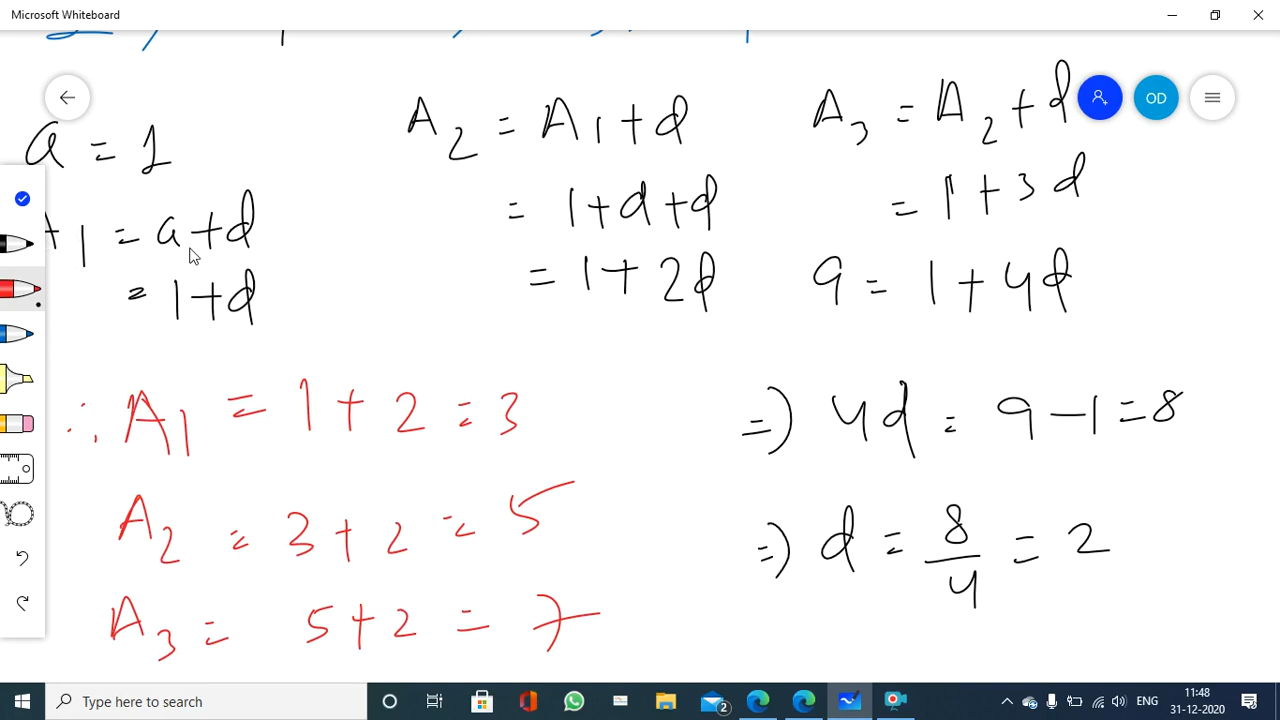 Microsoft Whiteboard
a = 1
A1 = a+d
= 1+d
A2 = A1+d
= 1+d+d
= 1+2d
A3 = A2+d
= 1+3d
9 = 1+4d
∴ A1 = 1+2 = 3
A2 = 3+2 = 5
A3 = 5+2 = 7
=) 4d = 9-1=8
=) d = 8/4 = 2
OD
Type here to search
2
ENG
11:48
31-12-2020